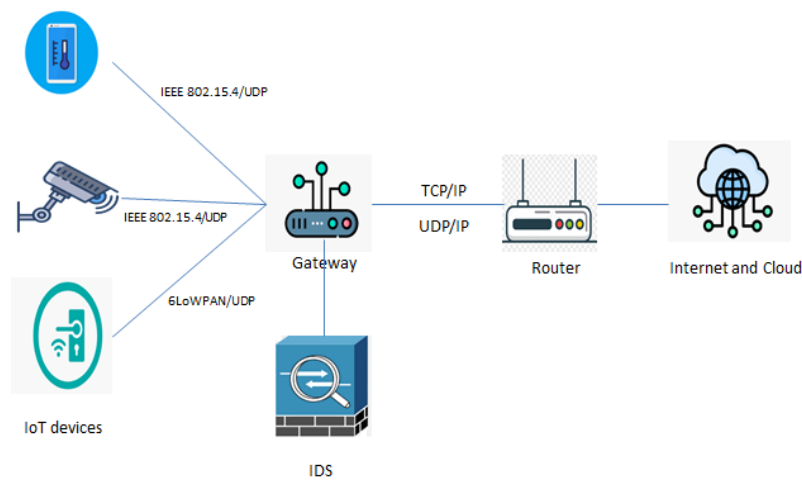 IEEE 802.15.4/UDP
IEEE 802.15.4/UDP
TCP/IP
UDP/IP
Gateway
Router
Internet and Cloud
6LoWPAN/UDP
IoT devices
IDS